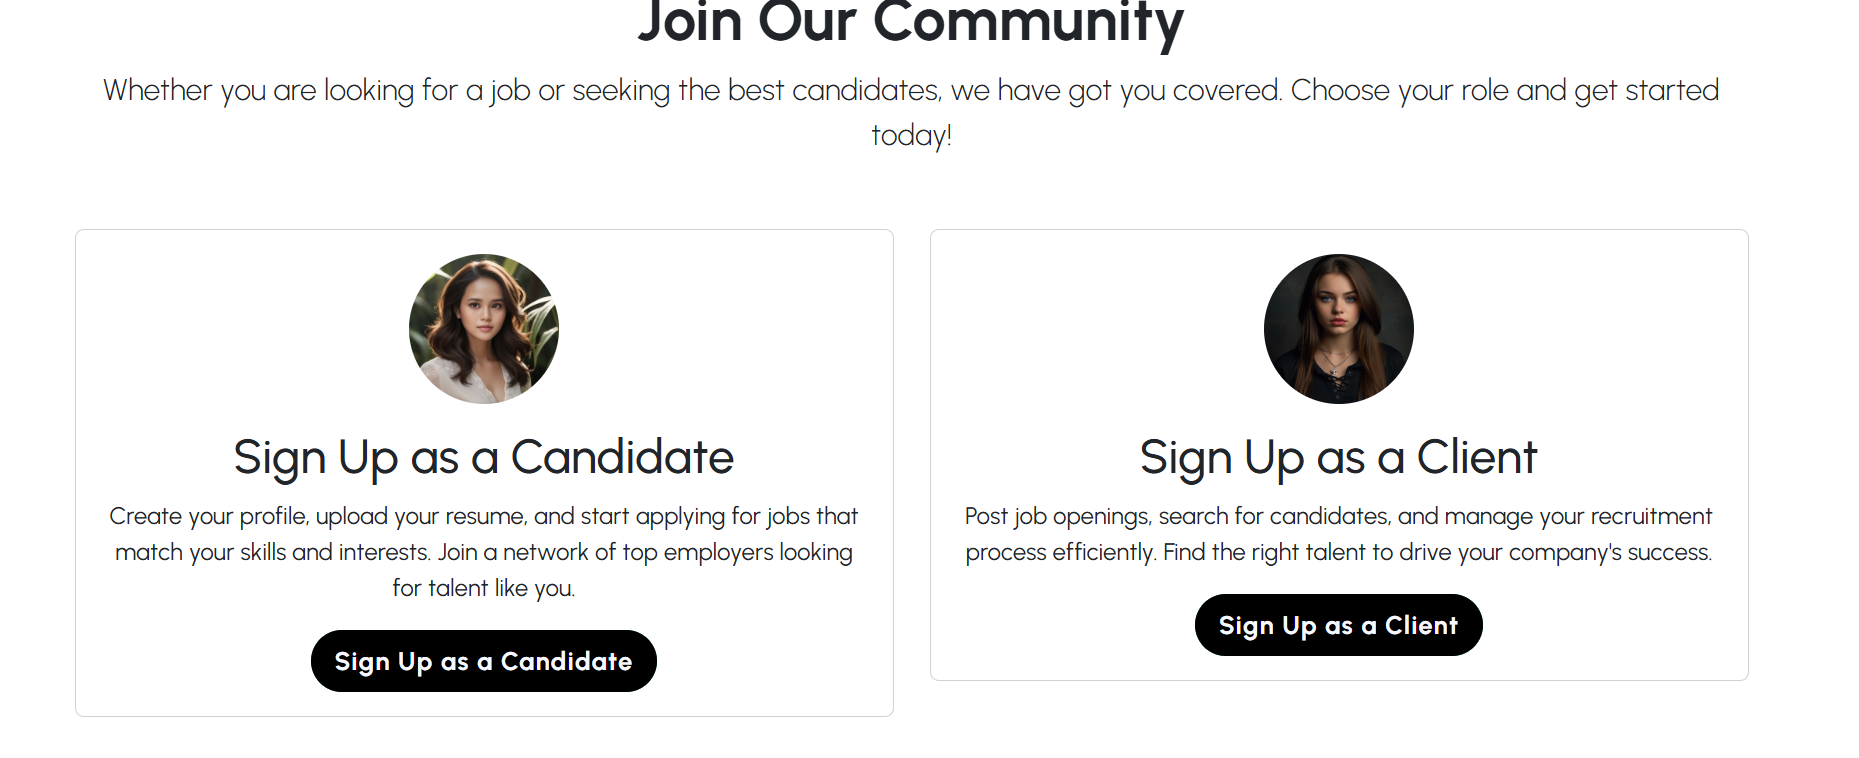 Join Our Community
Whether you are looking for a job or seeking the best candidates, we have got you covered. Choose your role and get started
today!
Sign Up as a Candidate
Create your profile, upload your resume, and start applying for jobs that
match your skills and interests. Join a network of top employers looking
for talent like you.
Sign Up as a Candidate
Sign Up as a Client
Post job openings, search for candidates, and manage your recruitment
process efficiently. Find the right talent to drive your company's success.
Sign Up as a Client